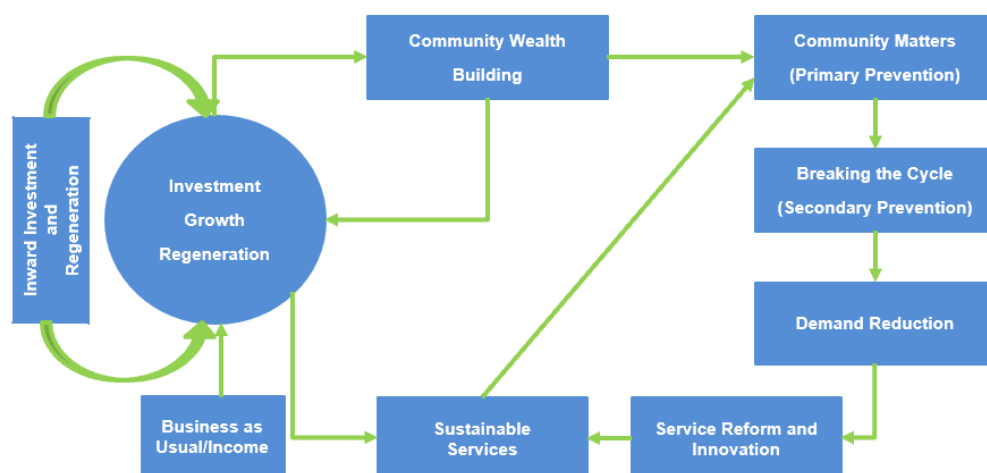 Community Wealth
Building
Community Matters
(Primary Prevention)
Inward Investment
and
Regeneration
Investment
Growth
Regeneration
Breaking the Cycle
(Secondary Prevention)
Demand Reduction
Business as
Usual/Income
Sustainable
Services
Service Reform and
Innovation